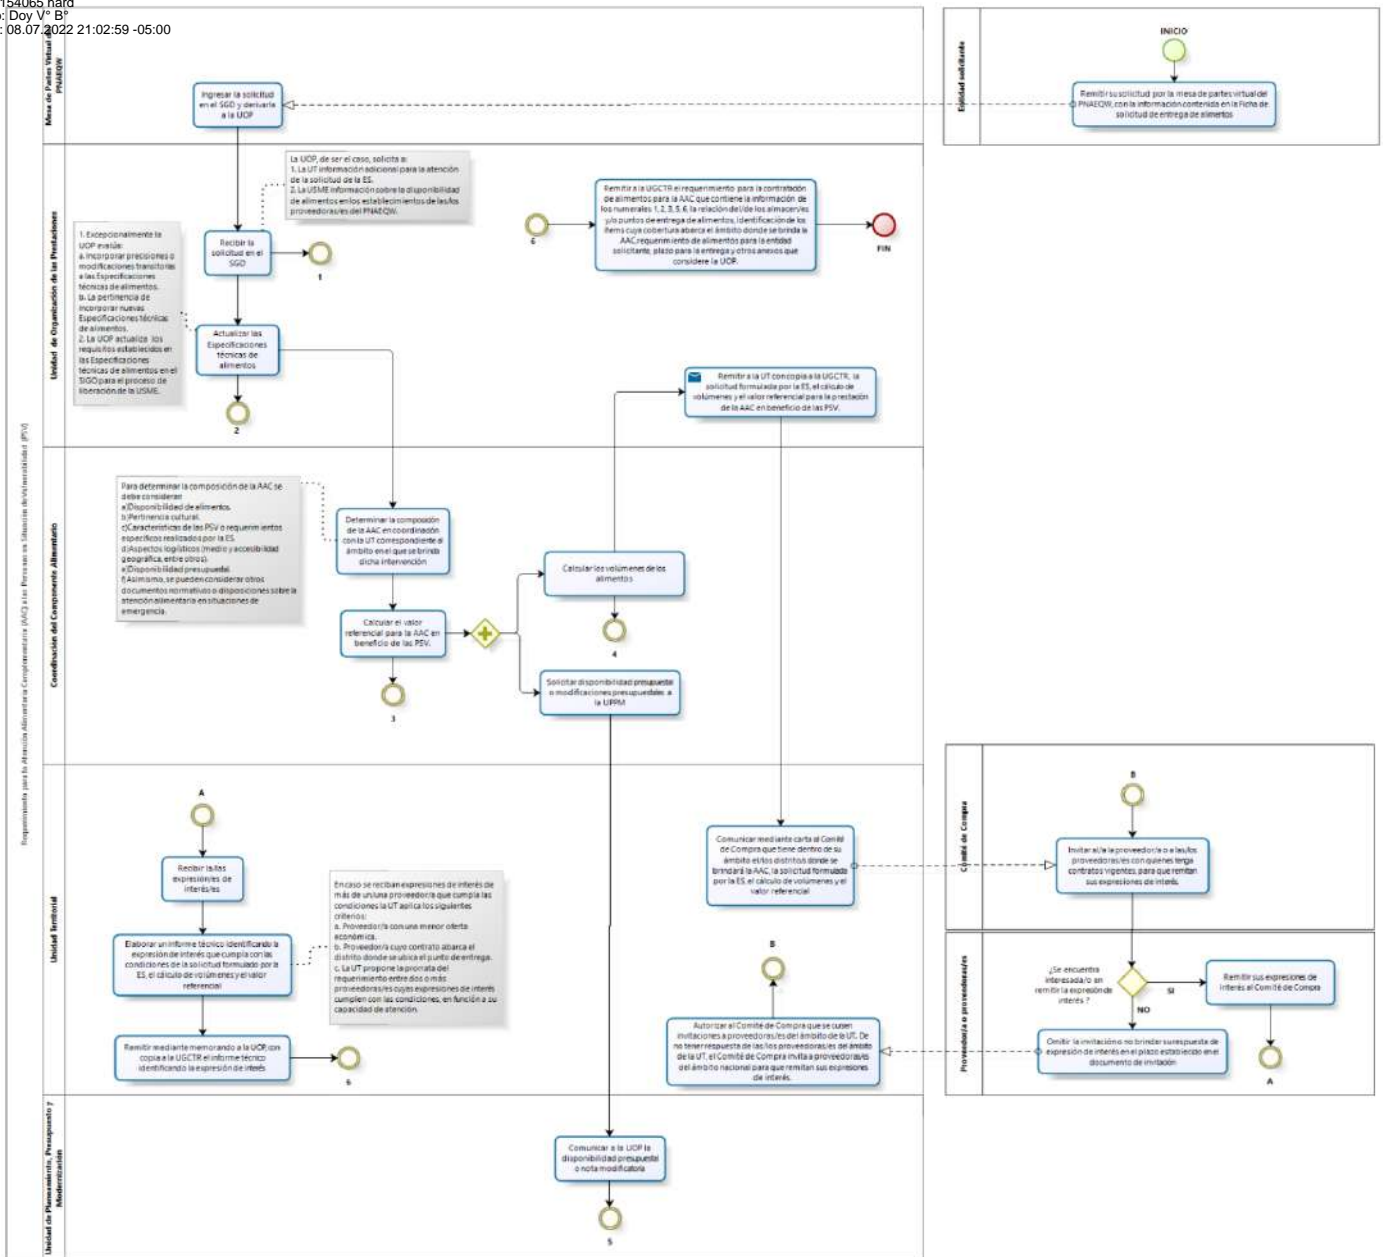 154065 hard
: Doy V° B°
: 08.07.2022 21:02:59 -05:00
Mesa de Partes Virtual del
PNAEQW
Ingresar la solicitud
en el SGD y derivarla
a la UOP
Entidad solicitante
INICIO
Remitir su solicitud por la mesa de partes virtual del
PNAEQW, con la información contenida en la Ficha de
solicitud de entrega de alimentos
Requerimiento para la Atención Alimentaria Complementaria (AAC) a las Personas en Situación de Vulnerabilidad (PSV)
Unidad de Organización de las Prestaciones
La UOP, de ser el caso, solicita a:
1. La UT información adicional para la atención
de la solicitud de la ES.
2. La USME información sobre la disponibilidad
de alimentos en los establecimientos de las/los
proveedoras/es del PNAEQW.
1. Excepcionalmente la
UOP evalúa:
a. Incorporar precisiones o
modificaciones transitorias
a las Especificaciones
técnicas de alimentos.
b. La pertinencia de
incorporar nuevas
Especificaciones técnicas
de alimentos.
2. La UOP actualiza los
requisitos establecidos en
las Especificaciones
técnicas de alimentos en el
SIGO para el proceso de
liberación de la USME.
Recibir la
solicitud en el
SGD
1
Actualizar las
Especificaciones
técnicas de
alimentos
2
6
Remitir a la UGCTR el requerimiento para la contratación
de alimentos para la AAC que contiene la información de
los numerales 1, 2, 3, 5, 6, la relación del/de los almacen/es
y/o puntos de entrega de alimentos, identificación de los
ítems cuya cobertura abarca el ámbito donde se brinda la
AAC, requerimiento de alimentos para la entidad
solicitante, plazo para la entrega y otros anexos que
considere la UOP.
FIN
Remitir a la UT con copia a la UGCTR, la
solicitud formulada por la ES, el cálculo de
volúmenes y el valor referencial para la prestación
de la AAC en beneficio de las PSV.
Coordinación del Componente Alimentario
Para determinar la composición de la AAC se
debe considerar:
a)Disponibilidad de alimentos.
b)Pertinencia cultural.
c)Características de las PSV o requerimientos
específicos realizados por la ES.
d)Aspectos logísticos (medio y accesibilidad
geográfica, entre otros).
e)Disponibilidad presupuestal.
f)Asimismo, se pueden considerar otros
documentos normativos o disposiciones sobre la
atención alimentaria en situaciones de
emergencia.
Determinar la composición
de la AAC en coordinación
con la UT correspondiente al
ámbito en el que se brinda
dicha intervención
Calcular el valor
referencial para la AAC en
beneficio de las PSV.
3
Calcular los volúmenes de los
alimentos
4
Solicitar disponibilidad presupuestal
o modificaciones presupuestales a
la UPPM
Unidad Territorial
A
Recibir la/las
expresión/es de
interés/es
Elaborar un informe técnico identificando la
expresión de interés que cumpla con las
condiciones de la solicitud formulado por la
ES, el cálculo de volúmenes y el valor
referencial
Remitir mediante memorando a la UOP, con
copia a la UGCTR el informe técnico
identificando la expresión de interés
6
En caso se reciban expresiones de interés de
más de un/una proveedor/a que cumpla las
condiciones la UT aplica los siguientes
criterios:
a. Proveedor/a con una menor oferta
económica.
b. Proveedor/a cuyo contrato abarca el
distrito donde se ubica el punto de entrega.
c. La UT propone la prorrata del
requerimiento entre dos o más
proveedoras/es cuyas expresiones de interés
cumplen con las condiciones, en función a su
capacidad de atención.
Comunicar mediante carta al Comité
de Compra que tiene dentro de su
ámbito el/los distrito/s donde se
brindará la AAC, la solicitud formulada
por la ES, el cálculo de volúmenes y el
valor referencial
B
Autorizar al Comité de Compra que se cursen
invitaciones a proveedoras/es del ámbito de la UT. De
no tener respuesta de las/los proveedoras/es del ámbito
de la UT, el Comité de Compra invita a proveedoras/es
del ámbito nacional para que remitan sus expresiones
de interés.
Comité de Compra
B
Invitar al/a la proveedor/a o a las/los
proveedoras/es con quienes tenga
contratos vigentes, para que remitan
sus expresiones de interés.
Proveedor/a o proveedoras/es
¿Se encuentra
interesada/o en
remitir la expresión de
interés ?
SI
NO
Remitir sus expresiones de
interés al Comité de Compra
A
Omitir la invitación o no brindar su respuesta de
expresión de interés en el plazo establecido en el
documento de invitación
Unidad de Planeamiento, Presupuesto y
Modernización
Comunicar a la UOP la
disponibilidad presupuestal
o nota modificatoria
5